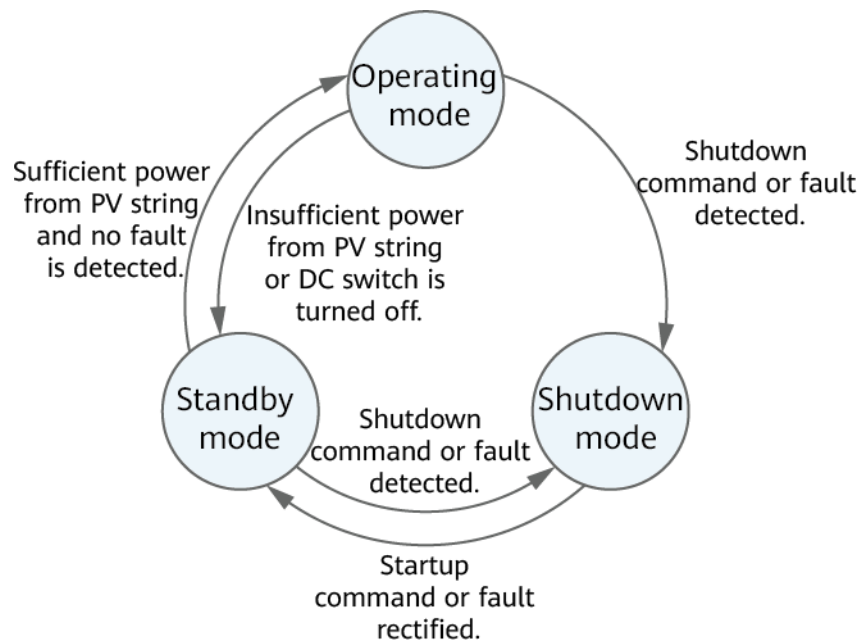 Operating
mode
Sufficient power
from PV string
and no fault
is detected.
Insufficient power
from PV string
or DC switch is
turned off.
Shutdown
command or fault
detected.
Standby
mode
Shutdown
command or fault
detected.
Shutdown
mode
Startup
command or fault
rectified.